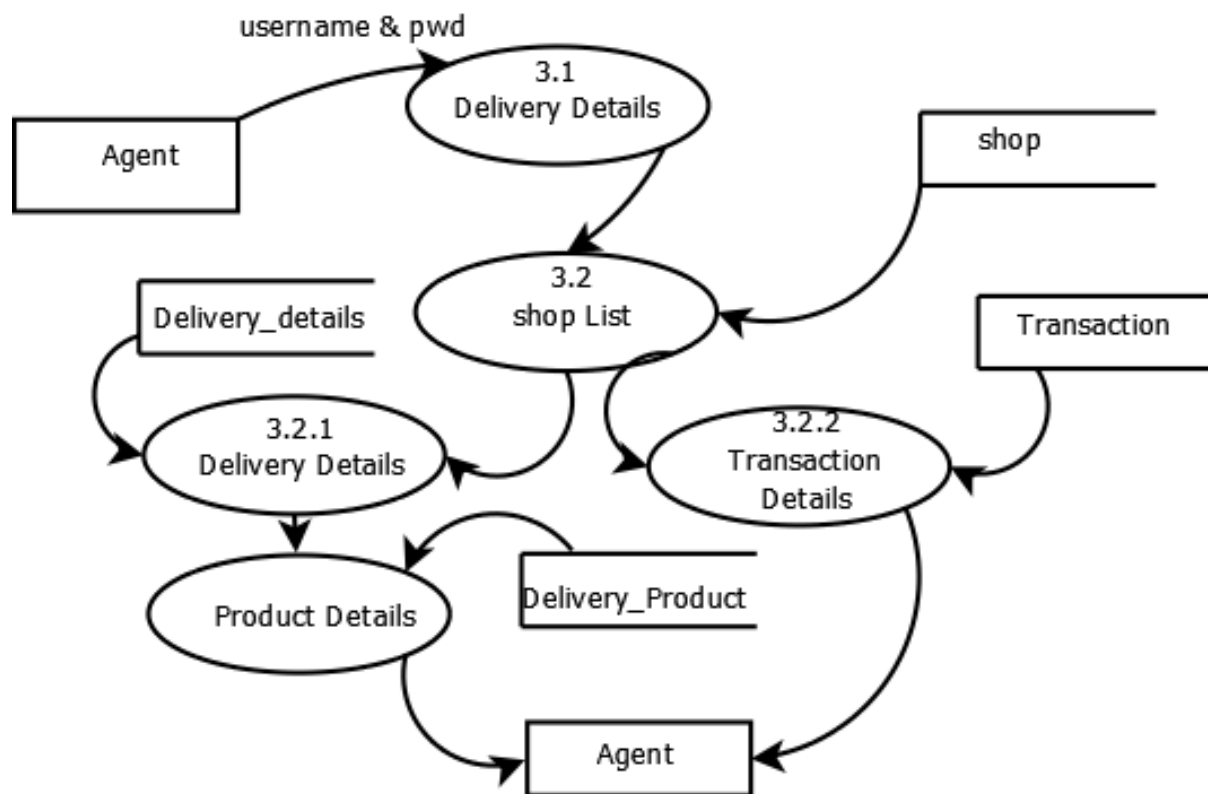 username & pwd
3.1
Delivery Details
Agent
shop
3.2
shop List
Delivery_details
Transaction
3.2.1
Delivery Details
3.2.2
Transaction
Details
Product Details
Delivery_Product
Agent